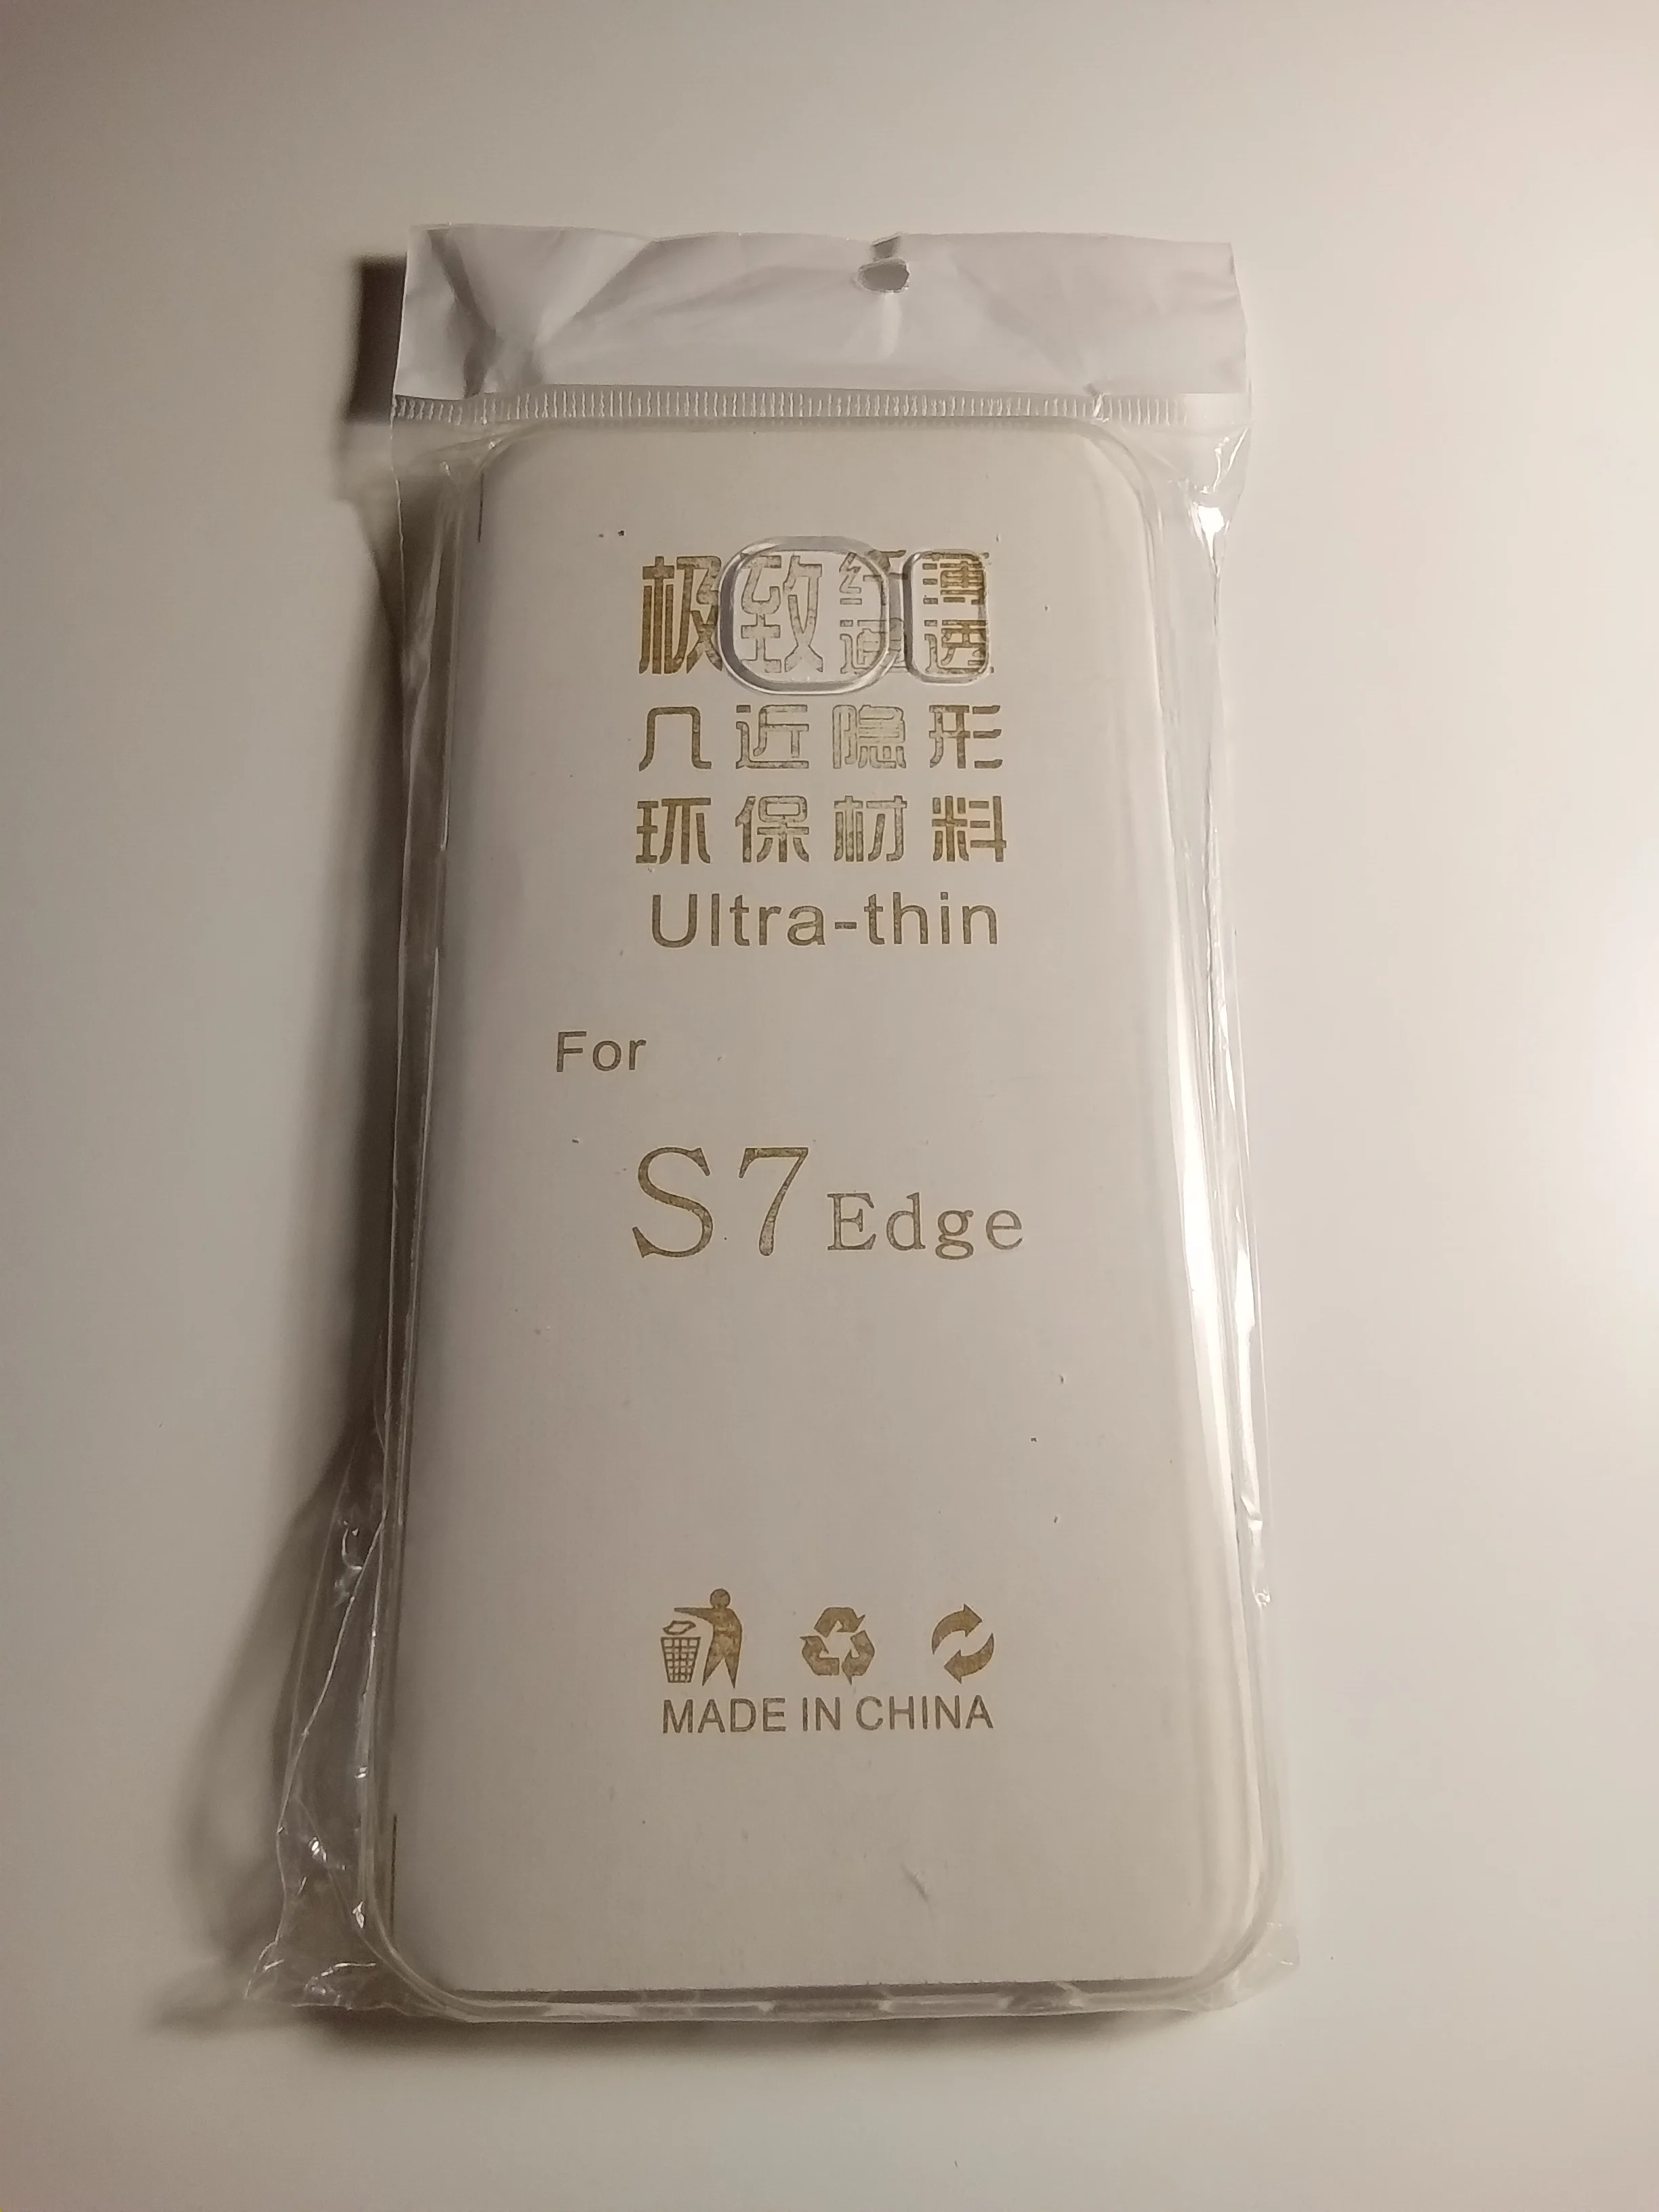 极致纤薄
通透
几近隐形
环保材料
Ultra-thin
For
S7 Edge
MADE IN CHINA